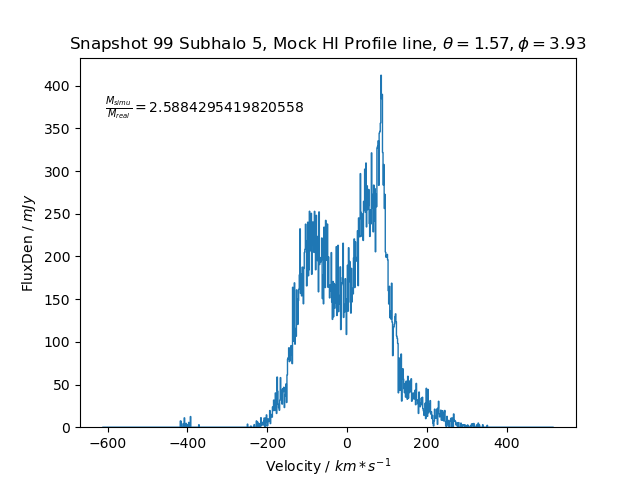 Snapshot 99 Subhalo 5, Mock HI Profile line, θ = 1.57, ϕ = 3.93
M_simu/M_real = 2.5884295419820558
FluxDen / mJy
400
350
300
250
200
150
100
50
0
−600 −400 −200 0 200 400
Velocity / km * s⁻¹